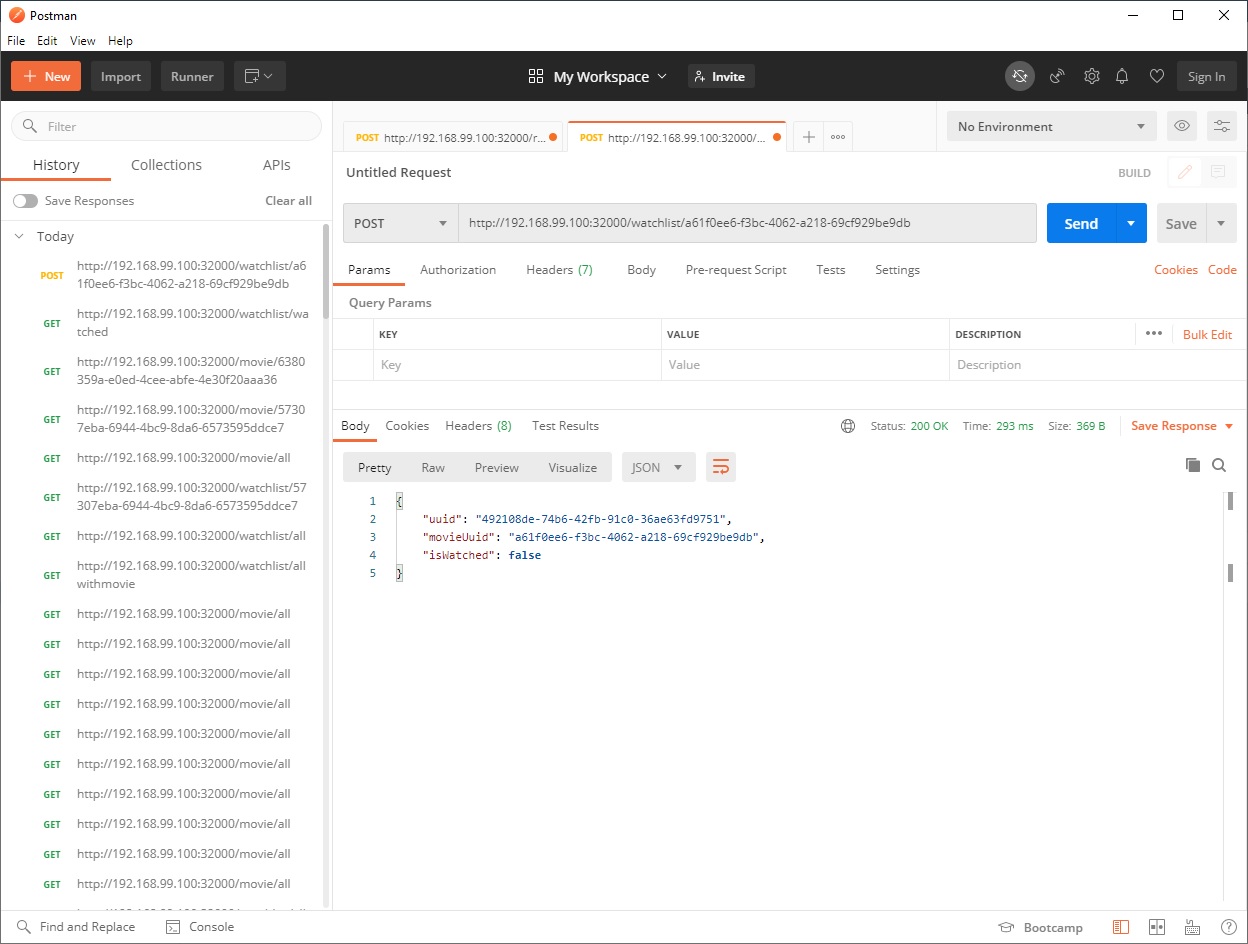 Postman
File Edit View Help
New Import Runner My Workspace Invite Sign In
Filter
History Collections APIs
Save Responses Clear all
Today
POST http://192.168.99.100:32000/watchlist/a6
1f0ee6-f3bc-4062-a218-69cf929be9db
GET http://192.168.99.100:32000/watchlist/wa
tched
GET http://192.168.99.100:32000/movie/6380
359a-e0ed-4cee-abfe-4e30f20aaa36
GET http://192.168.99.100:32000/movie/5730
7eba-6944-4bc9-8da6-6573595ddce7
GET http://192.168.99.100:32000/movie/all
GET http://192.168.99.100:32000/watchlist/57
307eba-6944-4bc9-8da6-6573595ddce7
GET http://192.168.99.100:32000/watchlist/all
GET http://192.168.99.100:32000/watchlist/all
withmovie
GET http://192.168.99.100:32000/movie/all
GET http://192.168.99.100:32000/movie/all
GET http://192.168.99.100:32000/movie/all
GET http://192.168.99.100:32000/movie/all
GET http://192.168.99.100:32000/movie/all
GET http://192.168.99.100:32000/movie/all
GET http://192.168.99.100:32000/movie/all
GET http://192.168.99.100:32000/movie/all
GET http://192.168.99.100:32000/movie/all
GET http://192.168.99.100:32000/movie/all
POST http://192.168.99.100:32000/r... POST http://192.168.99.100:32000/... No Environment
Untitled Request BUILD
POST http://192.168.99.100:32000/watchlist/a61f0ee6-f3bc-4062-a218-69cf929be9db Send Save
Params Authorization Headers (7) Body Pre-request Script Tests Settings Cookies Code
Query Params
KEY VALUE DESCRIPTION Bulk Edit
Key Value Description
Body Cookies Headers (8) Test Results Status: 200 OK Time: 293 ms Size: 369 B Save Response
Pretty Raw Preview Visualize JSON
1 {
2 "uuid": "492108de-74b6-42fb-91c0-36ae63fd9751",
3 "movieUuid": "a61f0ee6-f3bc-4062-a218-69cf929be9db",
4 "isWatched": false
5 }
Find and Replace Console Bootcamp